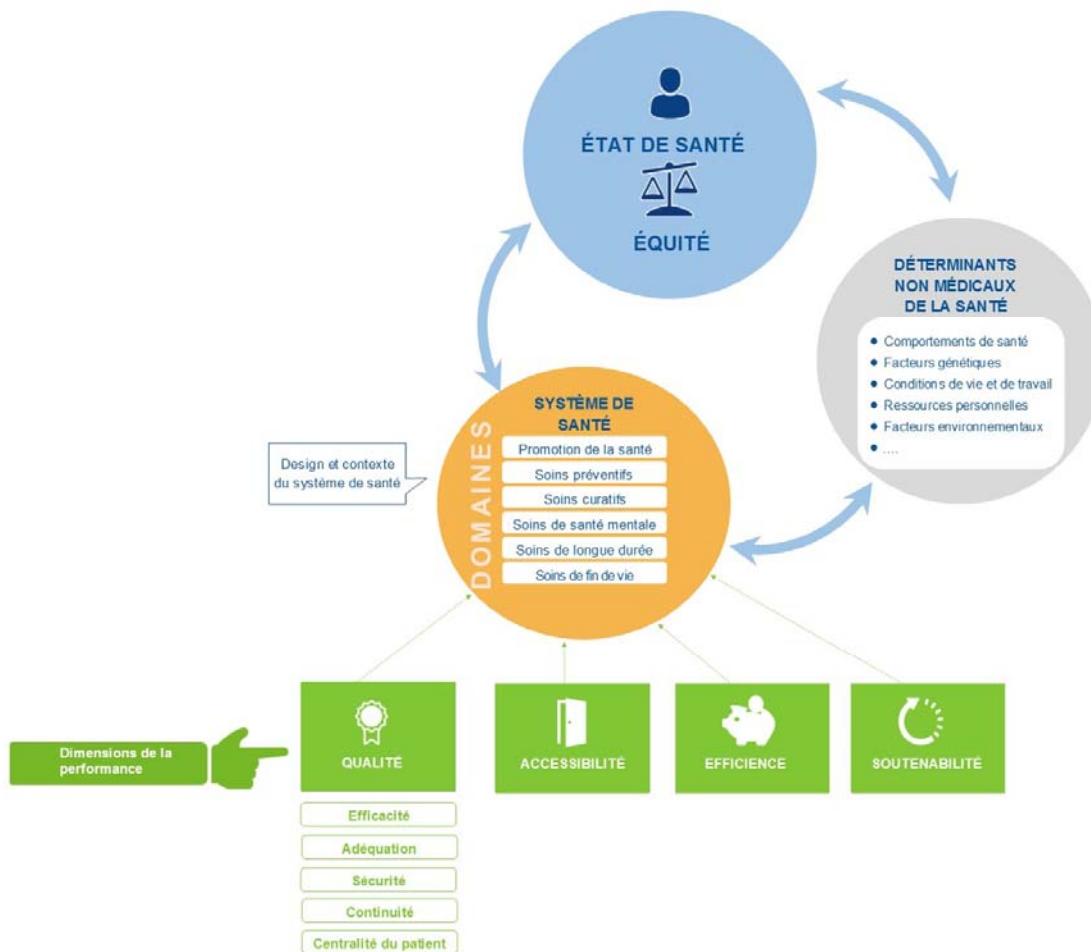 ÉTAT DE SANTÉ
ÉQUITÉ
DÉTERMINANTS
NON MÉDICAUX
DE LA SANTÉ
Comportements de santé
Facteurs génétiques
Conditions de vie et de travail
Ressources personnelles
Facteurs environnementaux
....
SYSTÈME DE
SANTÉ
DOMAINES
Promotion de la santé
Soins préventifs
Soins curatifs
Soins de santé mentale
Soins de longue durée
Soins de fin de vie
Design et contexte
du système de santé
Dimensions de la
performance
QUALITÉ
ACCESSIBILITÉ
EFFICIENCE
SOUTENABILITÉ
Efficacité
Adéquation
Sécurité
Continuité
Centralité du patient